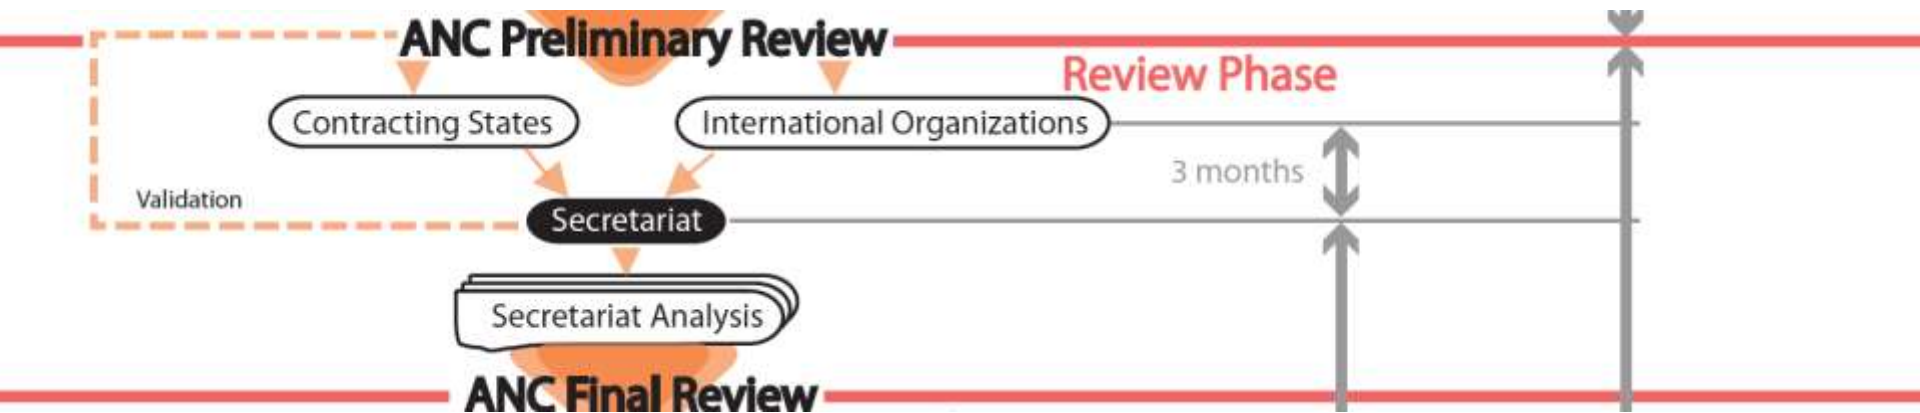 ANC Preliminary Review
Review Phase
Contracting States
International Organizations
3 months
Validation
Secretariat
Secretariat Analysis
ANC Final Review